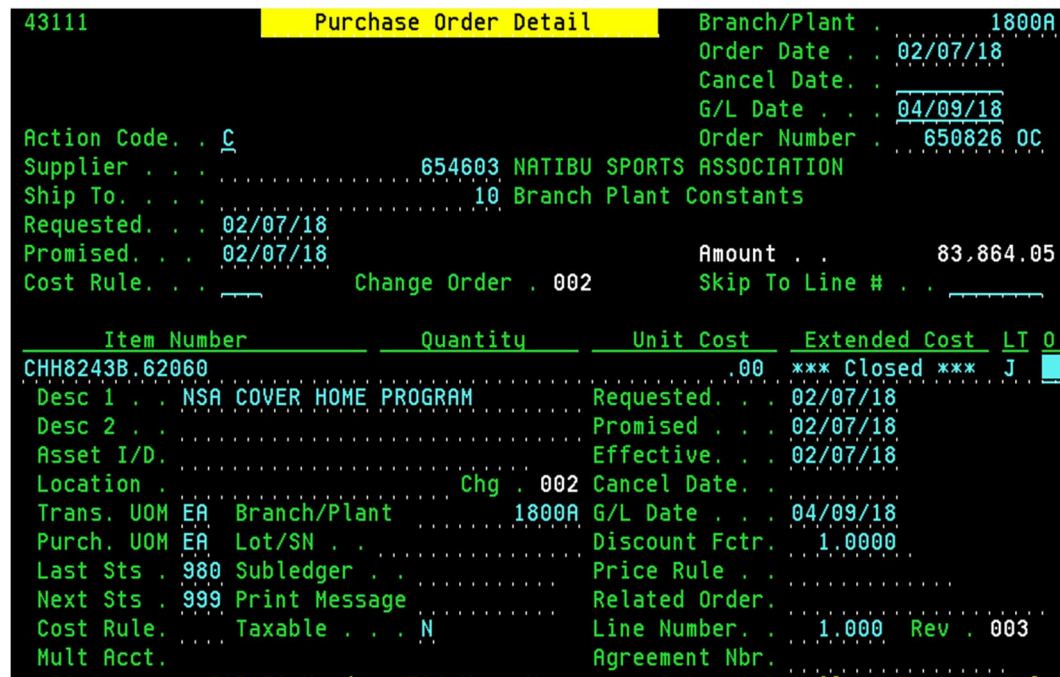 43111 Purchase Order Detail Branch/Plant . 1800A
Order Date . . 02/07/18
Cancel Date. .
G/L Date . . . 04/09/18
Action Code. . C Order Number . 650826 OC
Supplier . . . 654603 NATIBU SPORTS ASSOCIATION
Ship To. . . . 10 Branch Plant Constants
Requested. . . 02/07/18
Promised. . . 02/07/18 Amount . . 83,864.05
Cost Rule. . . Change Order . 002 Skip To Line # . .
Item Number Quantity Unit Cost Extended Cost LT O
CHH8243B.62060 .00 *** Closed *** J
Desc 1 . . NSA COVER HOME PROGRAM Requested. . . 02/07/18
Desc 2 . . Promised . . . 02/07/18
Asset I/D. Effective. . . 02/07/18
Location . Chg . 002 Cancel Date. .
Trans. UOM EA Branch/Plant 1800A G/L Date . . . 04/09/18
Purch. UOM EA Lot/SN . . Discount Fctr. 1.0000
Last Sts . 980 Subledger . . Price Rule . .
Next Sts . 999 Print Message Related Order.
Cost Rule. Taxable . . . N Line Number. . 1.000 Rev . 003
Mult Acct. Agreement Nbr.